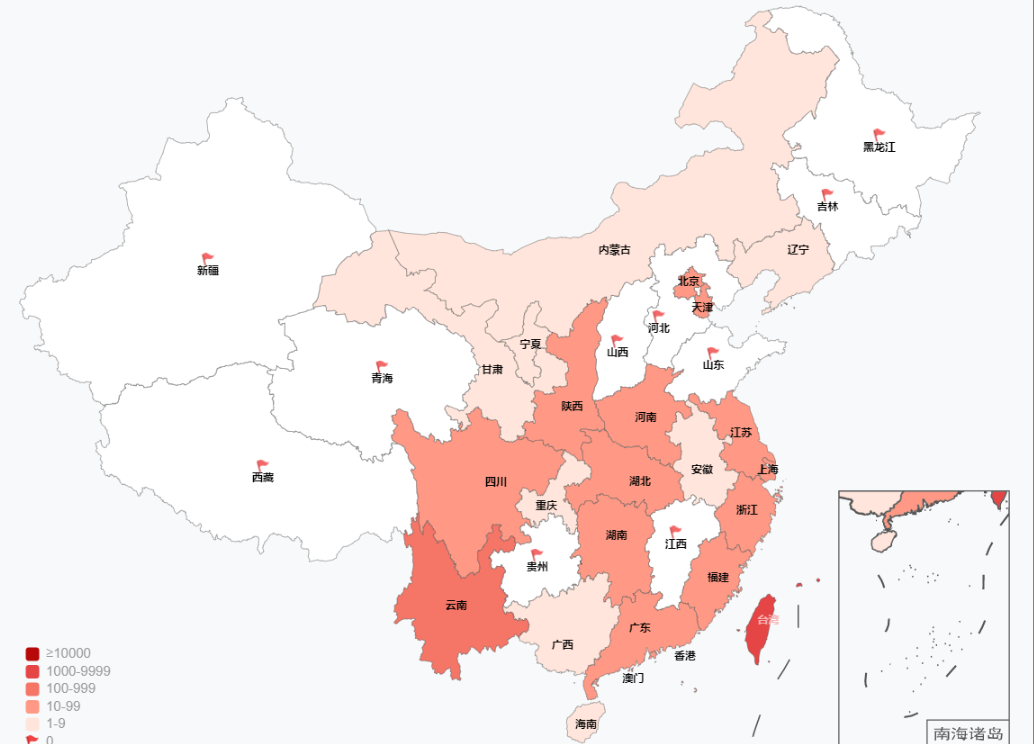 黑龙江
吉林
内蒙古
辽宁
新疆
北京
天津
河北
宁夏
山西
山东
甘肃
青海
陕西
河南
江苏
西藏
上海
安徽
四川
湖北
重庆
浙江
湖南
江西
贵州
福建
云南
台湾
广东
广西
香港
澳门
海南
≥10000
1000-9999
100-999
10-99
1-9
0
南海诸岛